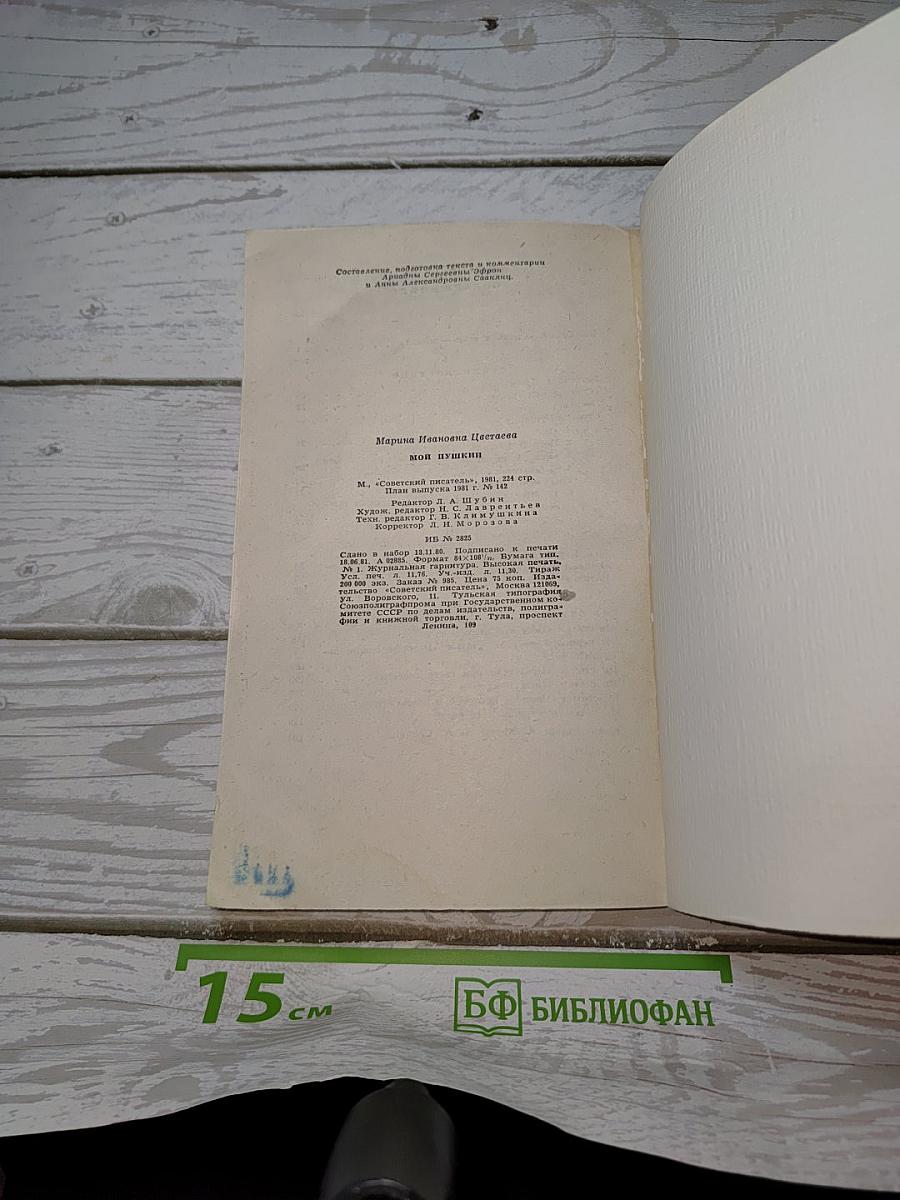 Составление, подготовка текста и комментарии
Ариадны Сергеевны Эфрон
и Анны Александровны Саакянц.
Марина Ивановна Цветаева
МОЙ ПУШКИН
М., «Советский писатель», 1981, 224 стр.
План выпуска 1981 г. № 142
Редактор Л. А. Шубин
Худож. редактор Н. С. Лаврентьев
Техн. редактор Г. В. Климушкина
Корректор Л. Н. Морозова
ИБ № 2825
Сдано в набор 18.11.80. Подписано к печати
18.06.81. А 02885. Формат 84×108¹/₃₂. Бумага тип.
№ 1. Журнальная гарнитура. Высокая печать.
Усл. печ. л. 11,76. Уч.-изд. л. 11,30. Тираж
200 000 экз. Заказ № 985. Цена 75 коп. Изда-
тельство «Советский писатель», Москва 121069,
ул. Воровского, 11. Тульская типография
Союзполиграфпрома при Государственном ко-
митете СССР по делам издательств, полигра-
фии и книжной торговли, г. Тула, проспект
Ленина, 109
15 см
БФ БИБЛИОФАН